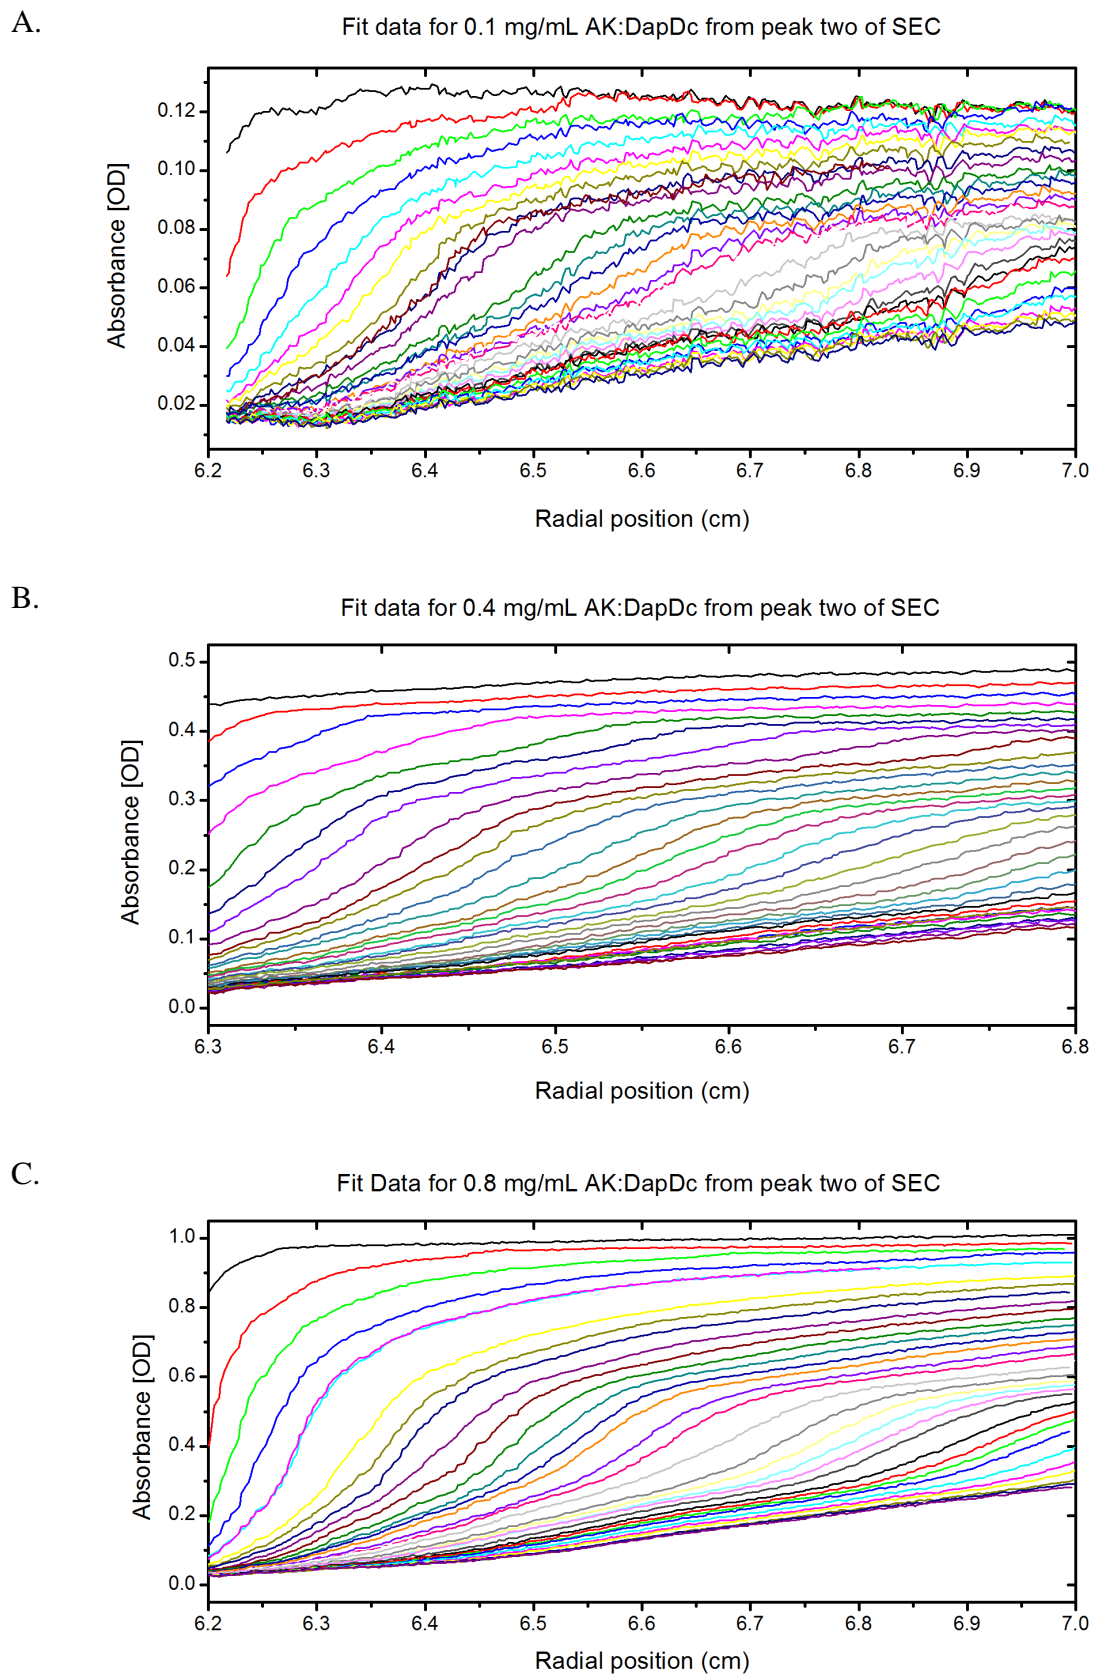 A.
Fit data for 0.1 mg/mL AK:DapDc from peak two of SEC
Absorbance [OD]
0.12
0.10
0.08
0.06
0.04
0.02
6.2 6.3 6.4 6.5 6.6 6.7 6.8 6.9 7.0
Radial position (cm)
B.
Fit data for 0.4 mg/mL AK:DapDc from peak two of SEC
Absorbance [OD]
0.5
0.4
0.3
0.2
0.1
0.0
6.3 6.4 6.5 6.6 6.7 6.8
Radial position (cm)
C.
Fit Data for 0.8 mg/mL AK:DapDc from peak two of SEC
Absorbance [OD]
1.0
0.8
0.6
0.4
0.2
0.0
6.2 6.3 6.4 6.5 6.6 6.7 6.8 6.9 7.0
Radial position (cm)